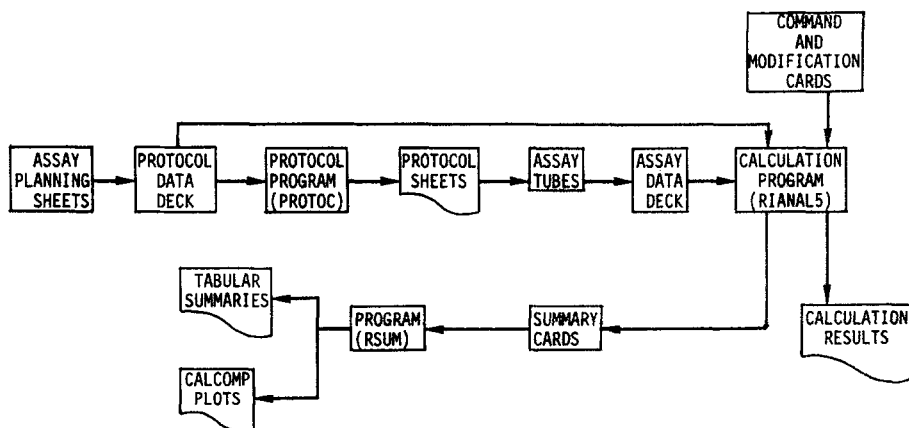 COMMAND
AND
MODIFICATION
CARDS
ASSAY
PLANNING
SHEETS
PROTOCOL
DATA
DECK
PROTOCOL
PROGRAM
(PROTOC)
PROTOCOL
SHEETS
ASSAY
TUBES
ASSAY
DATA
DECK
CALCULATION
PROGRAM
(RIANAL5)
TABULAR
SUMMARIES
PROGRAM
(RSUM)
SUMMARY
CARDS
CALCULATION
RESULTS
CALCOMP
PLOTS